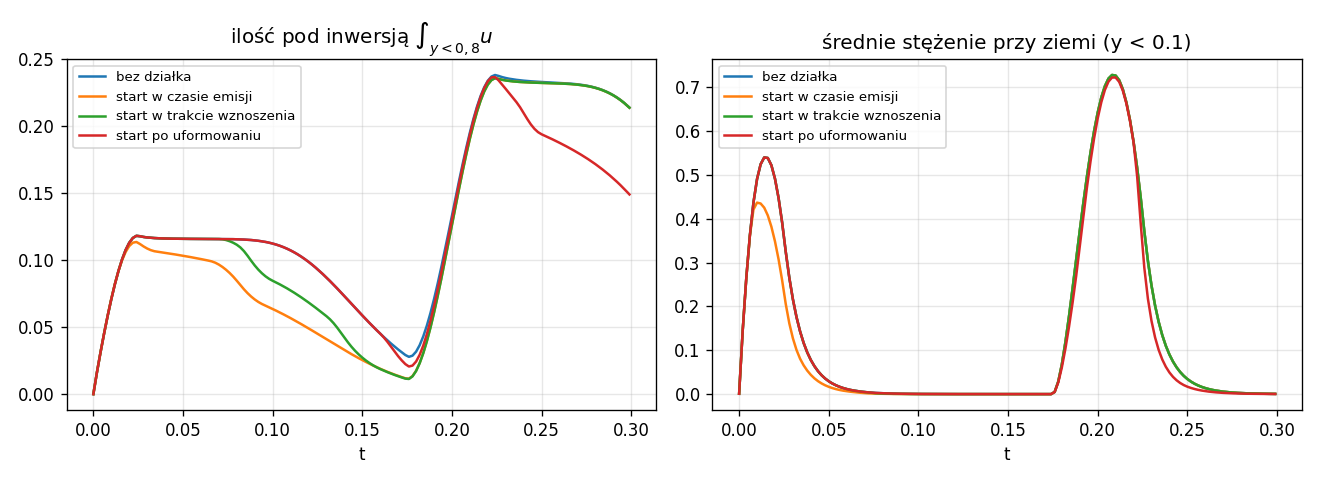 ilość pod inwersją ∫_{y<0,8} u
0.25
0.20
0.15
0.10
0.05
0.00
bez działka
start w czasie emisji
start w trakcie wznoszenia
start po uformowaniu
0.00 0.05 0.10 0.15 0.20 0.25 0.30
t
średnie stężenie przy ziemi (y < 0.1)
0.7
0.6
0.5
0.4
0.3
0.2
0.1
0.0
bez działka
start w czasie emisji
start w trakcie wznoszenia
start po uformowaniu
0.00 0.05 0.10 0.15 0.20 0.25 0.30
t